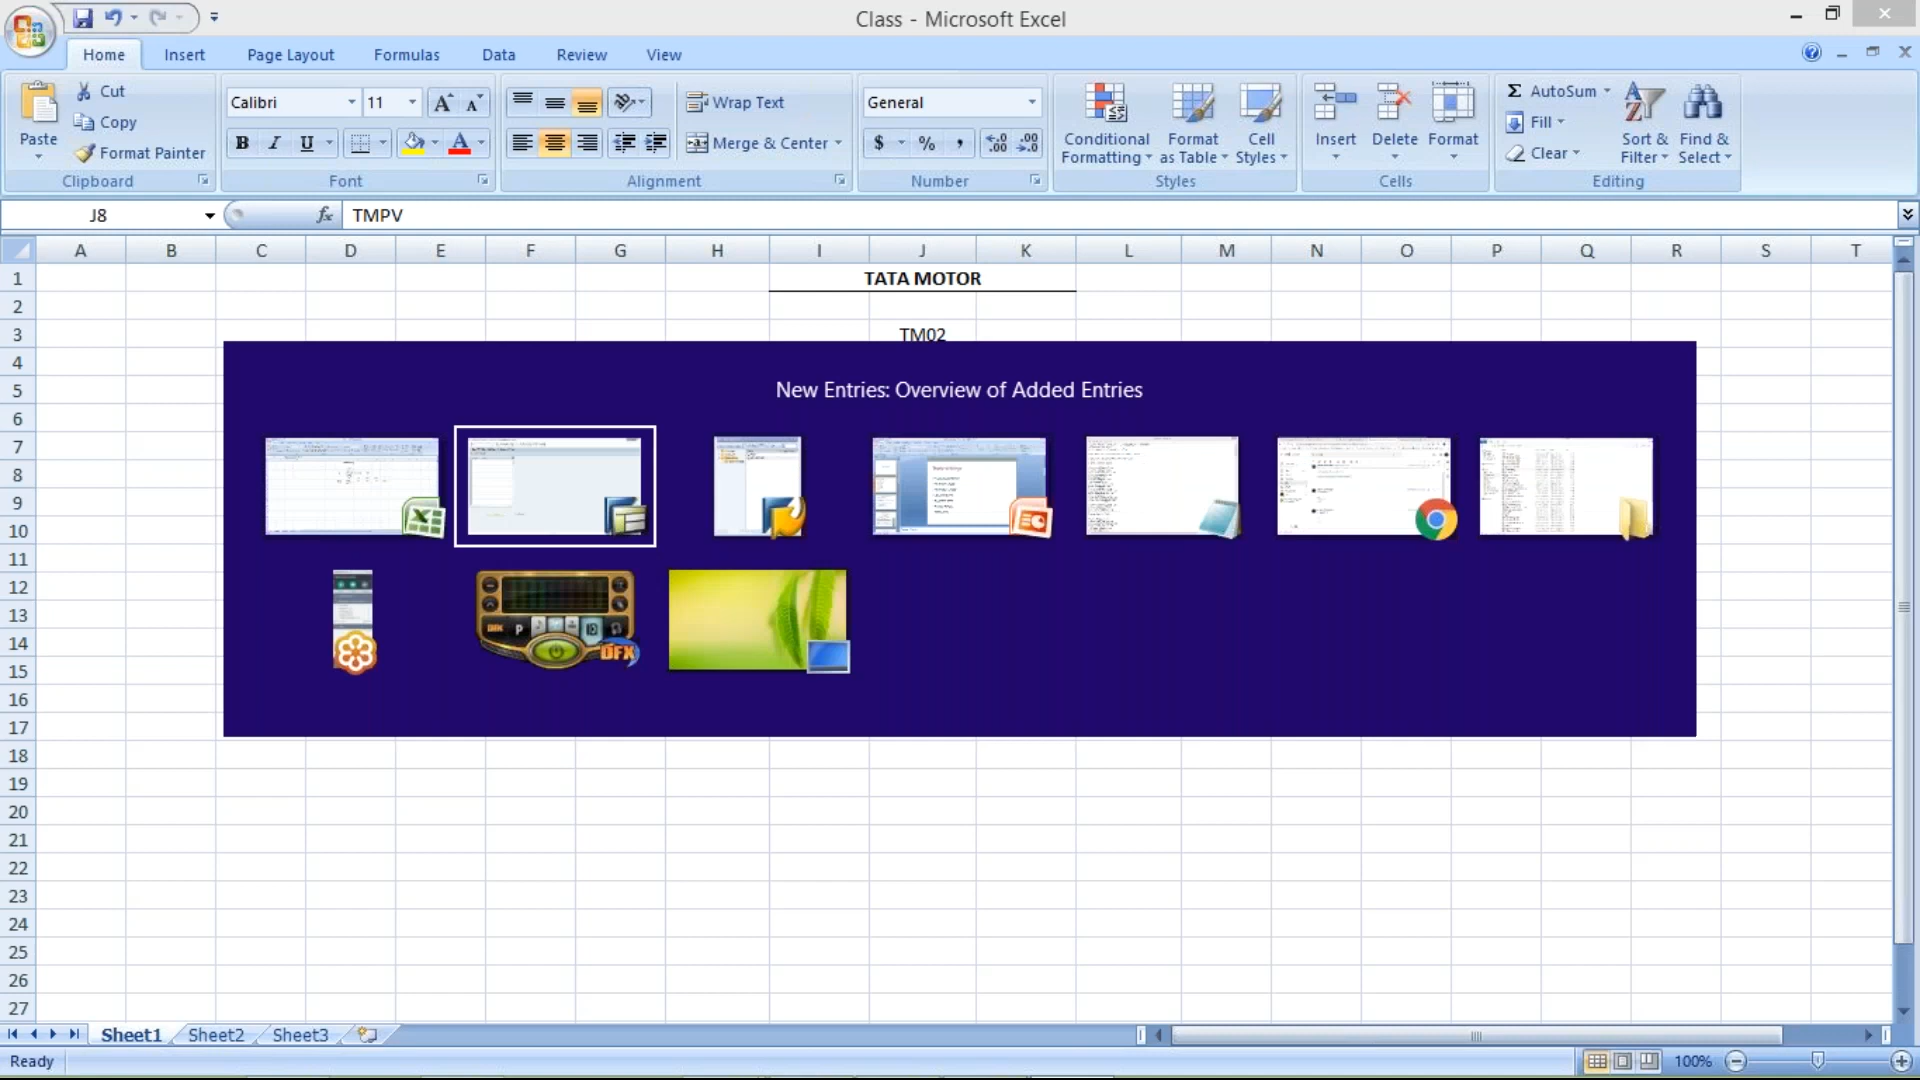 Class - Microsoft Excel
Home Insert Page Layout Formulas Data Review View
Paste
Cut
Copy
Format Painter
Clipboard
Calibri 11
B I U
Font
Wrap Text
Merge & Center
Alignment
General
$ % ,
Number
Conditional Formatting
Format as Table
Cell Styles
Styles
Insert Delete Format
Cells
AutoSum
Fill
Clear
Sort & Filter
Find & Select
Editing
J8 fx TMPV
A B C D E F G H I J K L M N O P Q R S T
1 TATA MOTOR
2
3 TM02
4
5 New Entries: Overview of Added Entries
6
7
8
9
10
11
12
13
14
15
16
17
18
19
20
21
22
23
24
25
26
27
DFX
Sheet1 Sheet2 Sheet3
Ready 100%